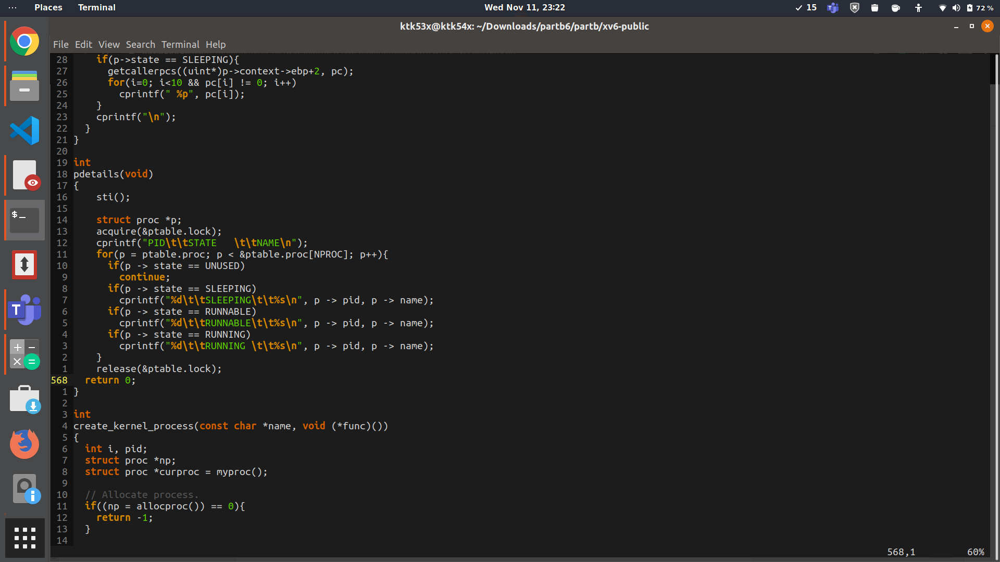 Places Terminal Wed Nov 11, 23:22 15 72 %
ktk53x@ktk54x: ~/Downloads/partb6/partb/xv6-public
File Edit View Search Terminal Help
28     if(p->state == SLEEPING){
27       getcallerpcs((uint*)p->context->ebp+2, pc);
26       for(i=0; i<10 && pc[i] != 0; i++)
25         cprintf(" %p", pc[i]);
24     }
23     cprintf("\n");
22   }
21 }
20
19 int
18 pdetails(void)
17 {
16     sti();
15
14     struct proc *p;
13     acquire(&ptable.lock);
12     cprintf("PID\t\tSTATE   \t\tNAME\n");
11     for(p = ptable.proc; p < &ptable.proc[NPROC]; p++){
10       if(p -> state == UNUSED)
9         continue;
8       if(p -> state == SLEEPING)
7         cprintf("%d\t\tSLEEPING\t\t%s\n", p -> pid, p -> name);
6       if(p -> state == RUNNABLE)
5         cprintf("%d\t\tRUNNABLE\t\t%s\n", p -> pid, p -> name);
4       if(p -> state == RUNNING)
3         cprintf("%d\t\tRUNNING \t\t%s\n", p -> pid, p -> name);
2     }
1     release(&ptable.lock);
568   return 0;
1 }
2
3 int
4 create_kernel_process(const char *name, void (*func)())
5 {
6   int i, pid;
7   struct proc *np;
8   struct proc *curproc = myproc();
9
10   // Allocate process.
11   if((np = allocproc()) == 0){
12     return -1;
13   }
14
568,1 60%